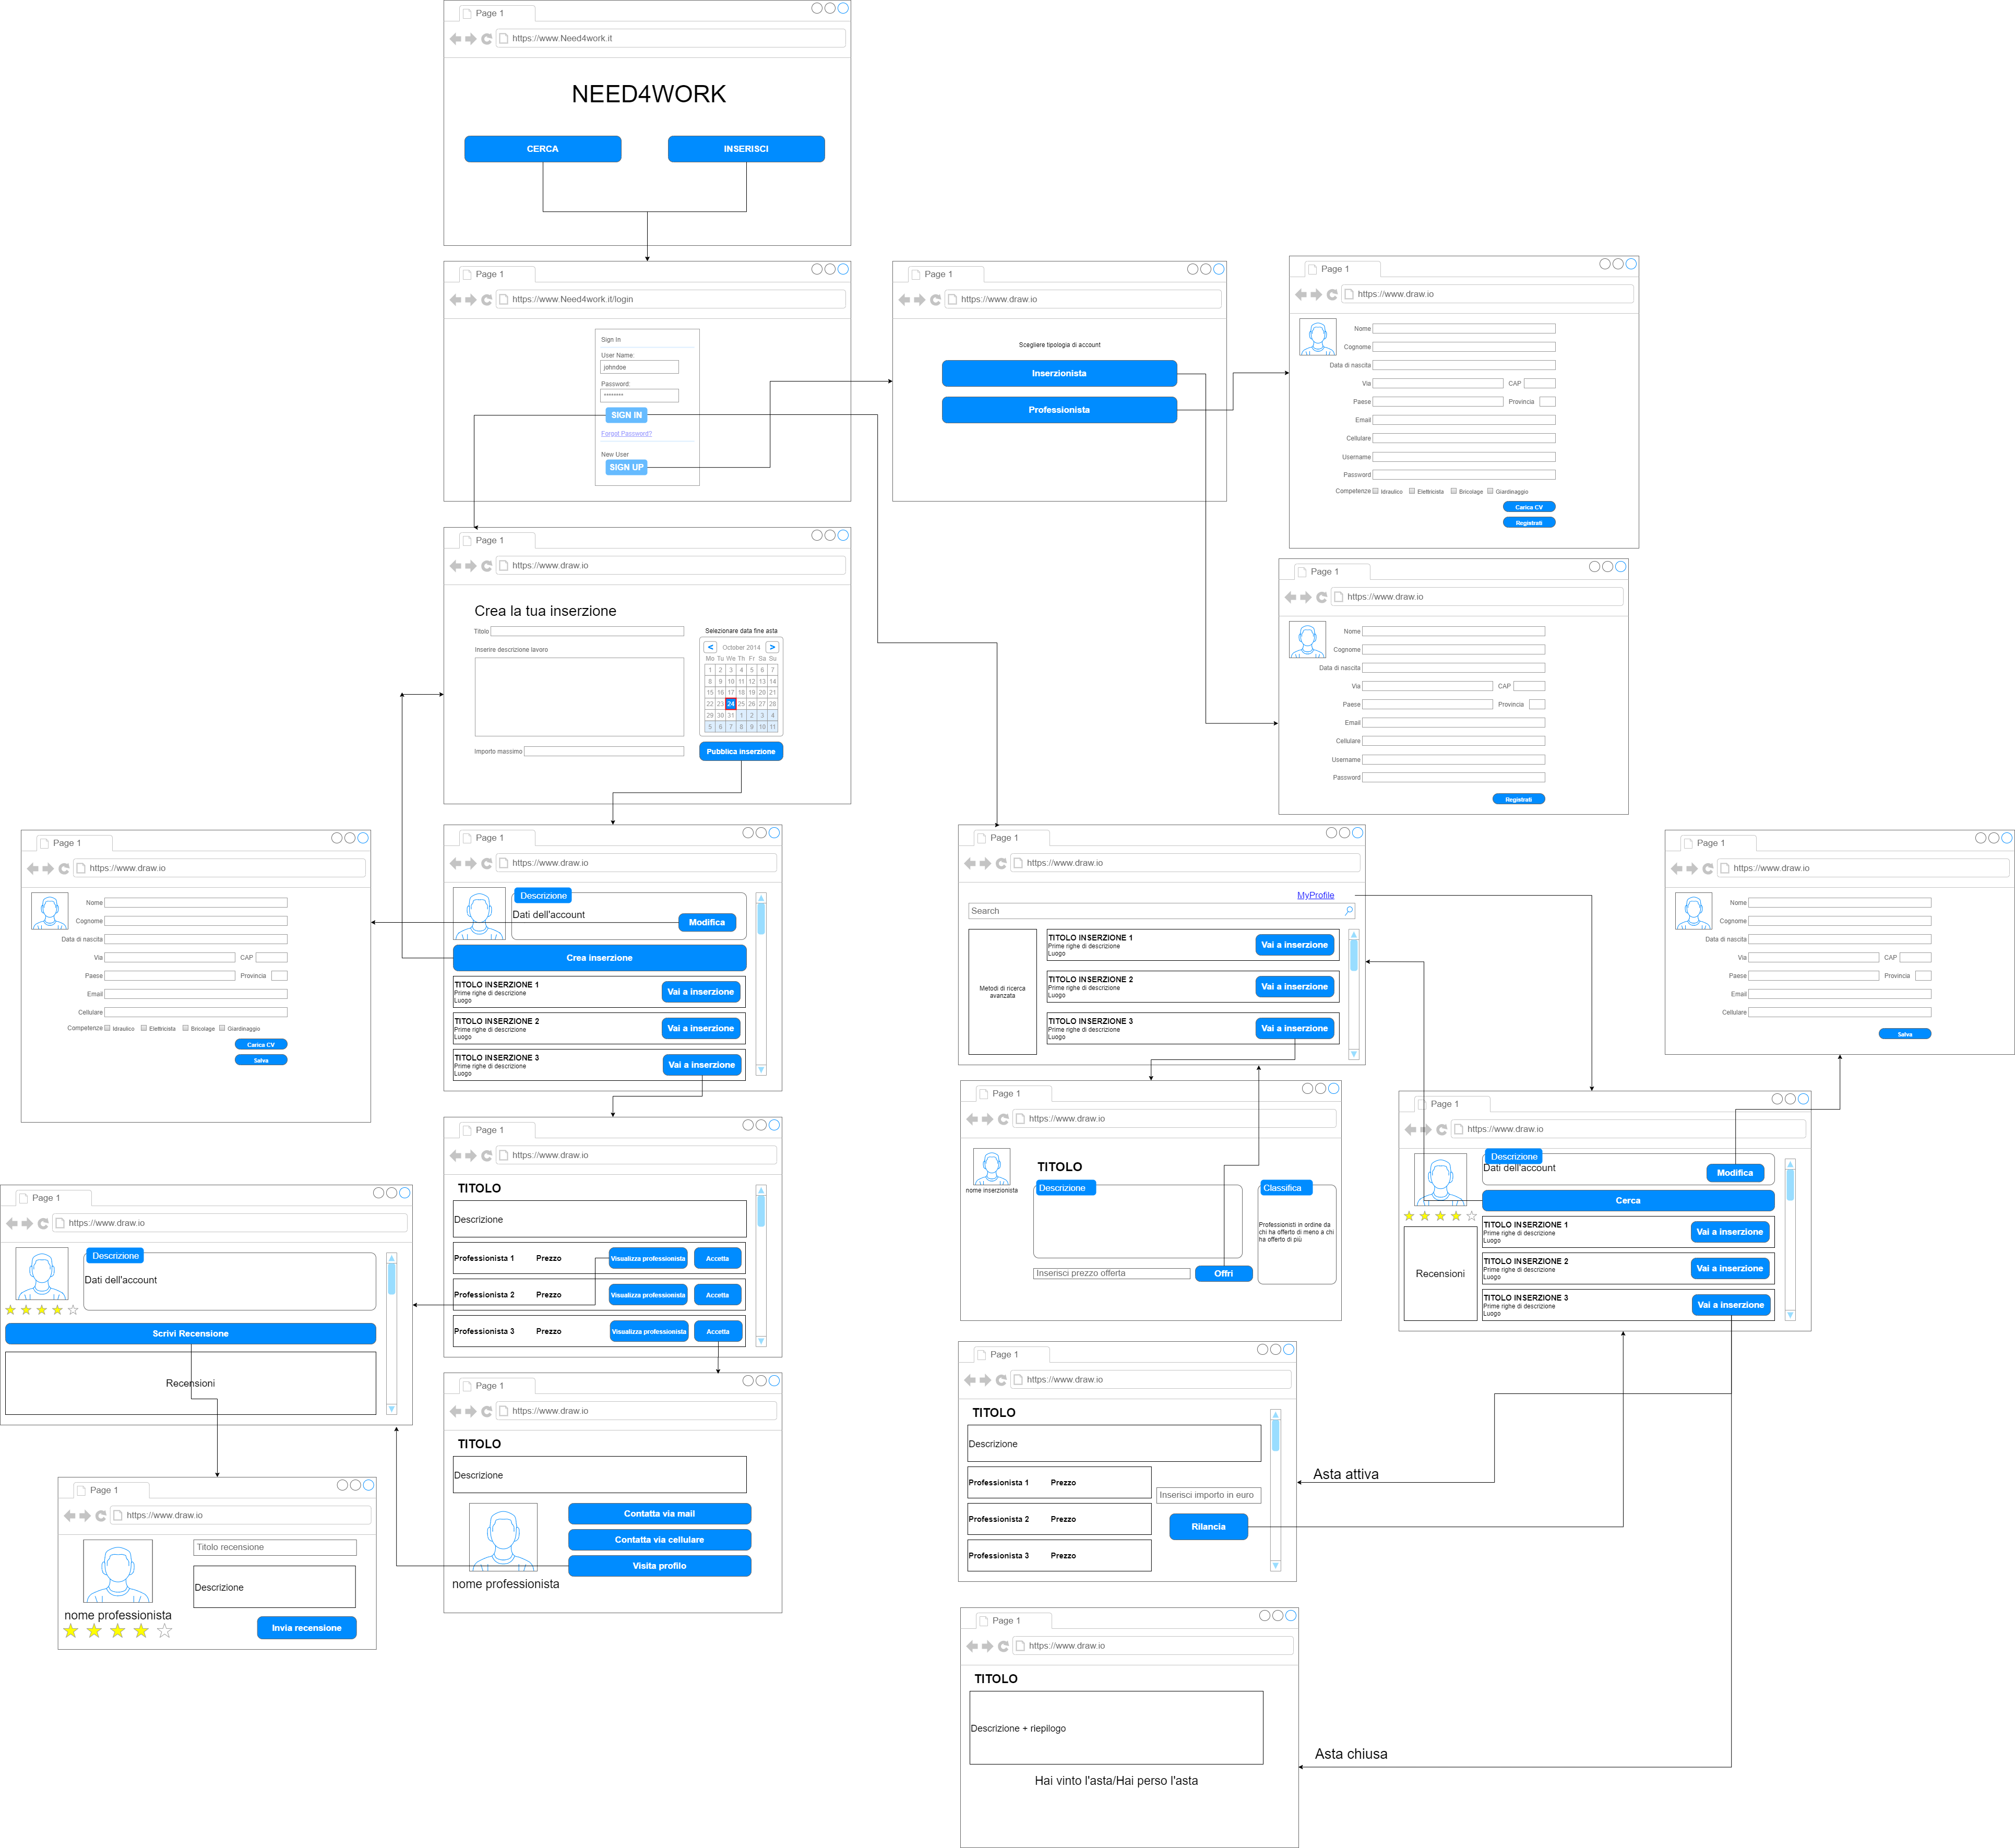 Page 1
https://www.Need4work.it
NEED4WORK
CERCA
INSERISCI
Page 1
https://www.Need4work.it/login
Sign In
User Name:
johndoe
Password:
********
SIGN IN
Forgot Password?
New User
SIGN UP
Page 1
https://www.draw.io
Scegliere tipologia di account
Inserzionista
Professionista
Page 1
https://www.draw.io
Nome
Cognome
Data di nascita
Via
CAP
Paese
Provincia
Email
Cellulare
Username
Password
Competenze
Idraulico
Elettricista
Bricolage
Giardinaggio
Carica CV
Registrati
Page 1
https://www.draw.io
Nome
Cognome
Data di nascita
Via
CAP
Paese
Provincia
Email
Cellulare
Username
Password
Registrati
Page 1
https://www.draw.io
Crea la tua inserzione
Titolo
Inserire descrizione lavoro
Importo massimo
Selezionare data fine asta
< October 2014 >
Mo Tu We Th Fr Sa Su
1 2 3 4 5 6 7
8 9 10 11 12 13 14
15 16 17 18 19 20 21
22 23 24 25 26 27 28
29 30 31 1 2 3 4
5 6 7 8 9 10 11
Pubblica inserzione
Page 1
https://www.draw.io
Nome
Cognome
Data di nascita
Via
CAP
Paese
Provincia
Email
Cellulare
Competenze
Idraulico
Elettricista
Bricolage
Giardinaggio
Carica CV
Salva
Page 1
https://www.draw.io
Descrizione
Dati dell'account
Modifica
Crea inserzione
TITOLO INSERZIONE 1
Prime righe di descrizione
Luogo
Vai a inserzione
TITOLO INSERZIONE 2
Prime righe di descrizione
Luogo
Vai a inserzione
TITOLO INSERZIONE 3
Prime righe di descrizione
Luogo
Vai a inserzione
Page 1
https://www.draw.io
MyProfile
Search
Metodi di ricerca
avanzata
TITOLO INSERZIONE 1
Prime righe di descrizione
Luogo
Vai a inserzione
TITOLO INSERZIONE 2
Prime righe di descrizione
Luogo
Vai a inserzione
TITOLO INSERZIONE 3
Prime righe di descrizione
Luogo
Vai a inserzione
Page 1
https://www.draw.io
Nome
Cognome
Data di nascita
Via
CAP
Paese
Provincia
Email
Cellulare
Salva
Page 1
https://www.draw.io
TITOLO
Descrizione
Professionista 1
Prezzo
Visualizza professionista
Accetta
Professionista 2
Prezzo
Visualizza professionista
Accetta
Professionista 3
Prezzo
Visualizza professionista
Accetta
Page 1
https://www.draw.io
nome inserzionista
TITOLO
Descrizione
Classifica
Professionisti in ordine da
chi ha offerto di meno a chi
ha offerto di più
Inserisci prezzo offerta
Offri
Page 1
https://www.draw.io
Descrizione
Dati dell'account
Modifica
Cerca
Recensioni
TITOLO INSERZIONE 1
Prime righe di descrizione
Luogo
Vai a inserzione
TITOLO INSERZIONE 2
Prime righe di descrizione
Luogo
Vai a inserzione
TITOLO INSERZIONE 3
Prime righe di descrizione
Luogo
Vai a inserzione
Page 1
https://www.draw.io
Descrizione
Dati dell'account
Scrivi Recensione
Recensioni
Page 1
https://www.draw.io
TITOLO
Descrizione
nome professionista
Contatta via mail
Contatta via cellulare
Visita profilo
Page 1
https://www.draw.io
TITOLO
Descrizione
Professionista 1
Prezzo
Professionista 2
Prezzo
Professionista 3
Prezzo
Inserisci importo in euro
Rilancia
Asta attiva
Page 1
https://www.draw.io
nome professionista
Titolo recensione
Descrizione
Invia recensione
Page 1
https://www.draw.io
TITOLO
Descrizione + riepilogo
Hai vinto l'asta/Hai perso l'asta
Asta chiusa